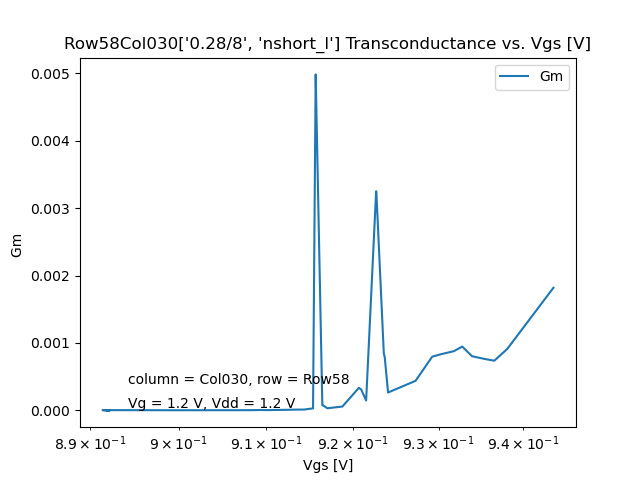 Row58Col030['0.28/8', 'nshort_l'] Transconductance vs. Vgs [V]
Gm
0.005
0.004
0.003
0.002
0.001
0.000
Gm
column = Col030, row = Row58
Vg = 1.2 V, Vdd = 1.2 V
8.9 × 10⁻¹ 9 × 10⁻¹ 9.1 × 10⁻¹ 9.2 × 10⁻¹ 9.3 × 10⁻¹ 9.4 × 10⁻¹
Vgs [V]